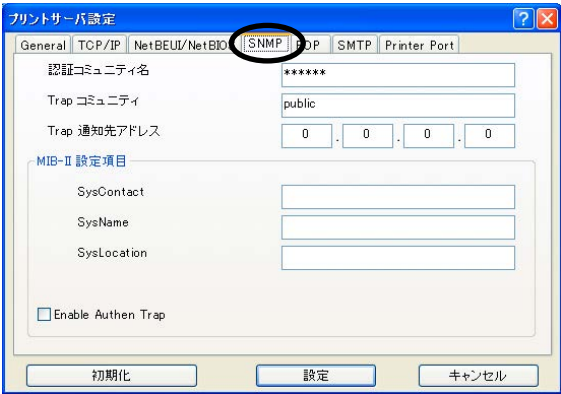 プリントサーバ設定
General TCP/IP NetBEUI/NetBIO SNMP OP SMTP Printer Port
認証コミュニティ名 ******
Trap コミュニティ public
Trap 通知先アドレス 0 . 0 . 0 . 0
MIB-II 設定項目
SysContact
SysName
SysLocation
Enable Authen Trap
初期化 設定 キャンセル